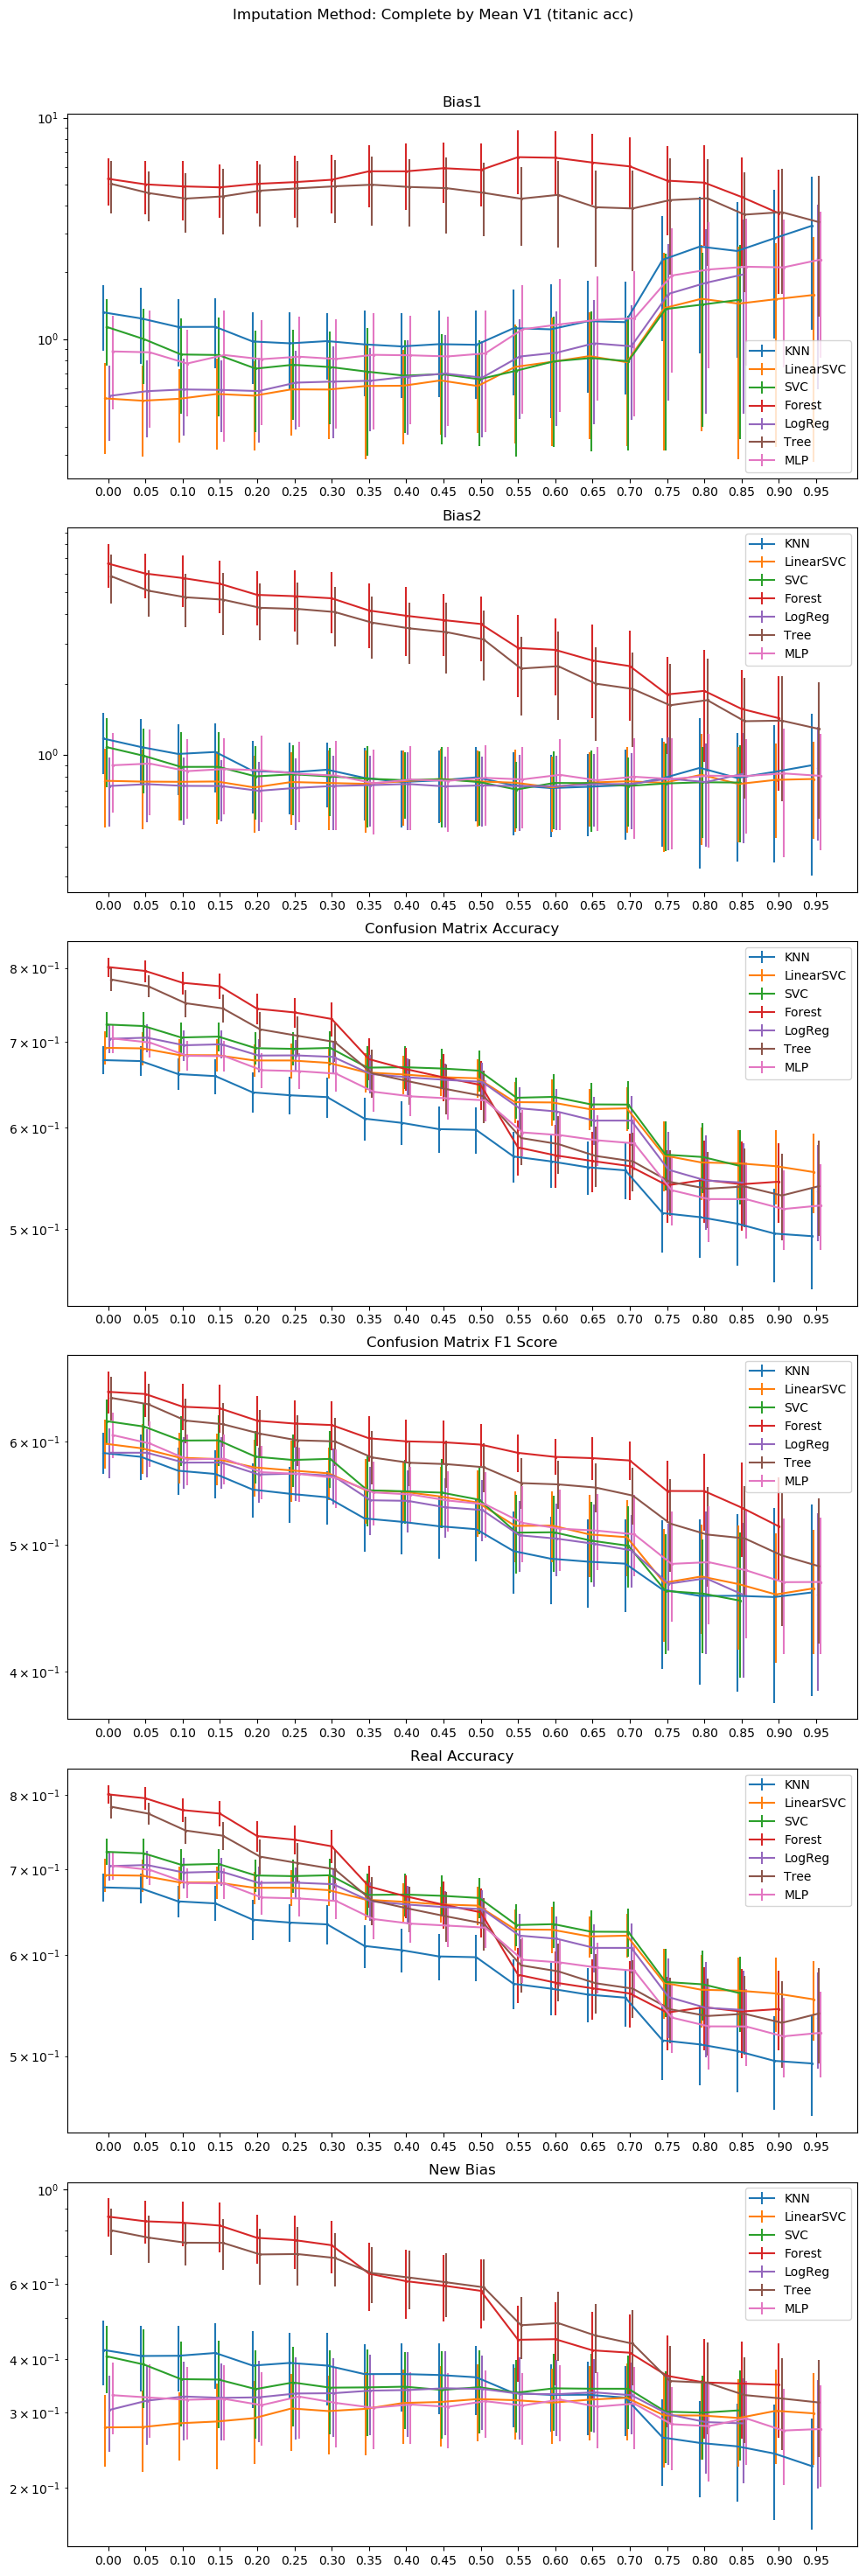 Imputation Method: Complete by Mean V1 (titanic acc)
Bias1
10¹
10⁰
KNN
LinearSVC
SVC
Forest
LogReg
Tree
MLP
0.00 0.05 0.10 0.15 0.20 0.25 0.30 0.35 0.40 0.45 0.50 0.55 0.60 0.65 0.70 0.75 0.80 0.85 0.90 0.95
Bias2
10⁰
KNN
LinearSVC
SVC
Forest
LogReg
Tree
MLP
0.00 0.05 0.10 0.15 0.20 0.25 0.30 0.35 0.40 0.45 0.50 0.55 0.60 0.65 0.70 0.75 0.80 0.85 0.90 0.95
Confusion Matrix Accuracy
8 × 10⁻¹
7 × 10⁻¹
6 × 10⁻¹
5 × 10⁻¹
KNN
LinearSVC
SVC
Forest
LogReg
Tree
MLP
0.00 0.05 0.10 0.15 0.20 0.25 0.30 0.35 0.40 0.45 0.50 0.55 0.60 0.65 0.70 0.75 0.80 0.85 0.90 0.95
Confusion Matrix F1 Score
6 × 10⁻¹
5 × 10⁻¹
4 × 10⁻¹
KNN
LinearSVC
SVC
Forest
LogReg
Tree
MLP
0.00 0.05 0.10 0.15 0.20 0.25 0.30 0.35 0.40 0.45 0.50 0.55 0.60 0.65 0.70 0.75 0.80 0.85 0.90 0.95
Real Accuracy
8 × 10⁻¹
7 × 10⁻¹
6 × 10⁻¹
5 × 10⁻¹
KNN
LinearSVC
SVC
Forest
LogReg
Tree
MLP
0.00 0.05 0.10 0.15 0.20 0.25 0.30 0.35 0.40 0.45 0.50 0.55 0.60 0.65 0.70 0.75 0.80 0.85 0.90 0.95
New Bias
10⁰
6 × 10⁻¹
4 × 10⁻¹
3 × 10⁻¹
2 × 10⁻¹
KNN
LinearSVC
SVC
Forest
LogReg
Tree
MLP
0.00 0.05 0.10 0.15 0.20 0.25 0.30 0.35 0.40 0.45 0.50 0.55 0.60 0.65 0.70 0.75 0.80 0.85 0.90 0.95